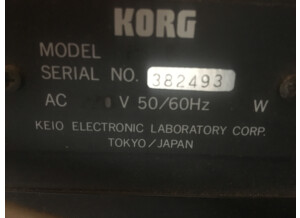 KORG
MODEL
SERIAL NO. 382493
AC V 50/60Hz W
KEIO ELECTRONIC LABORATORY CORP.
TOKYO/JAPAN